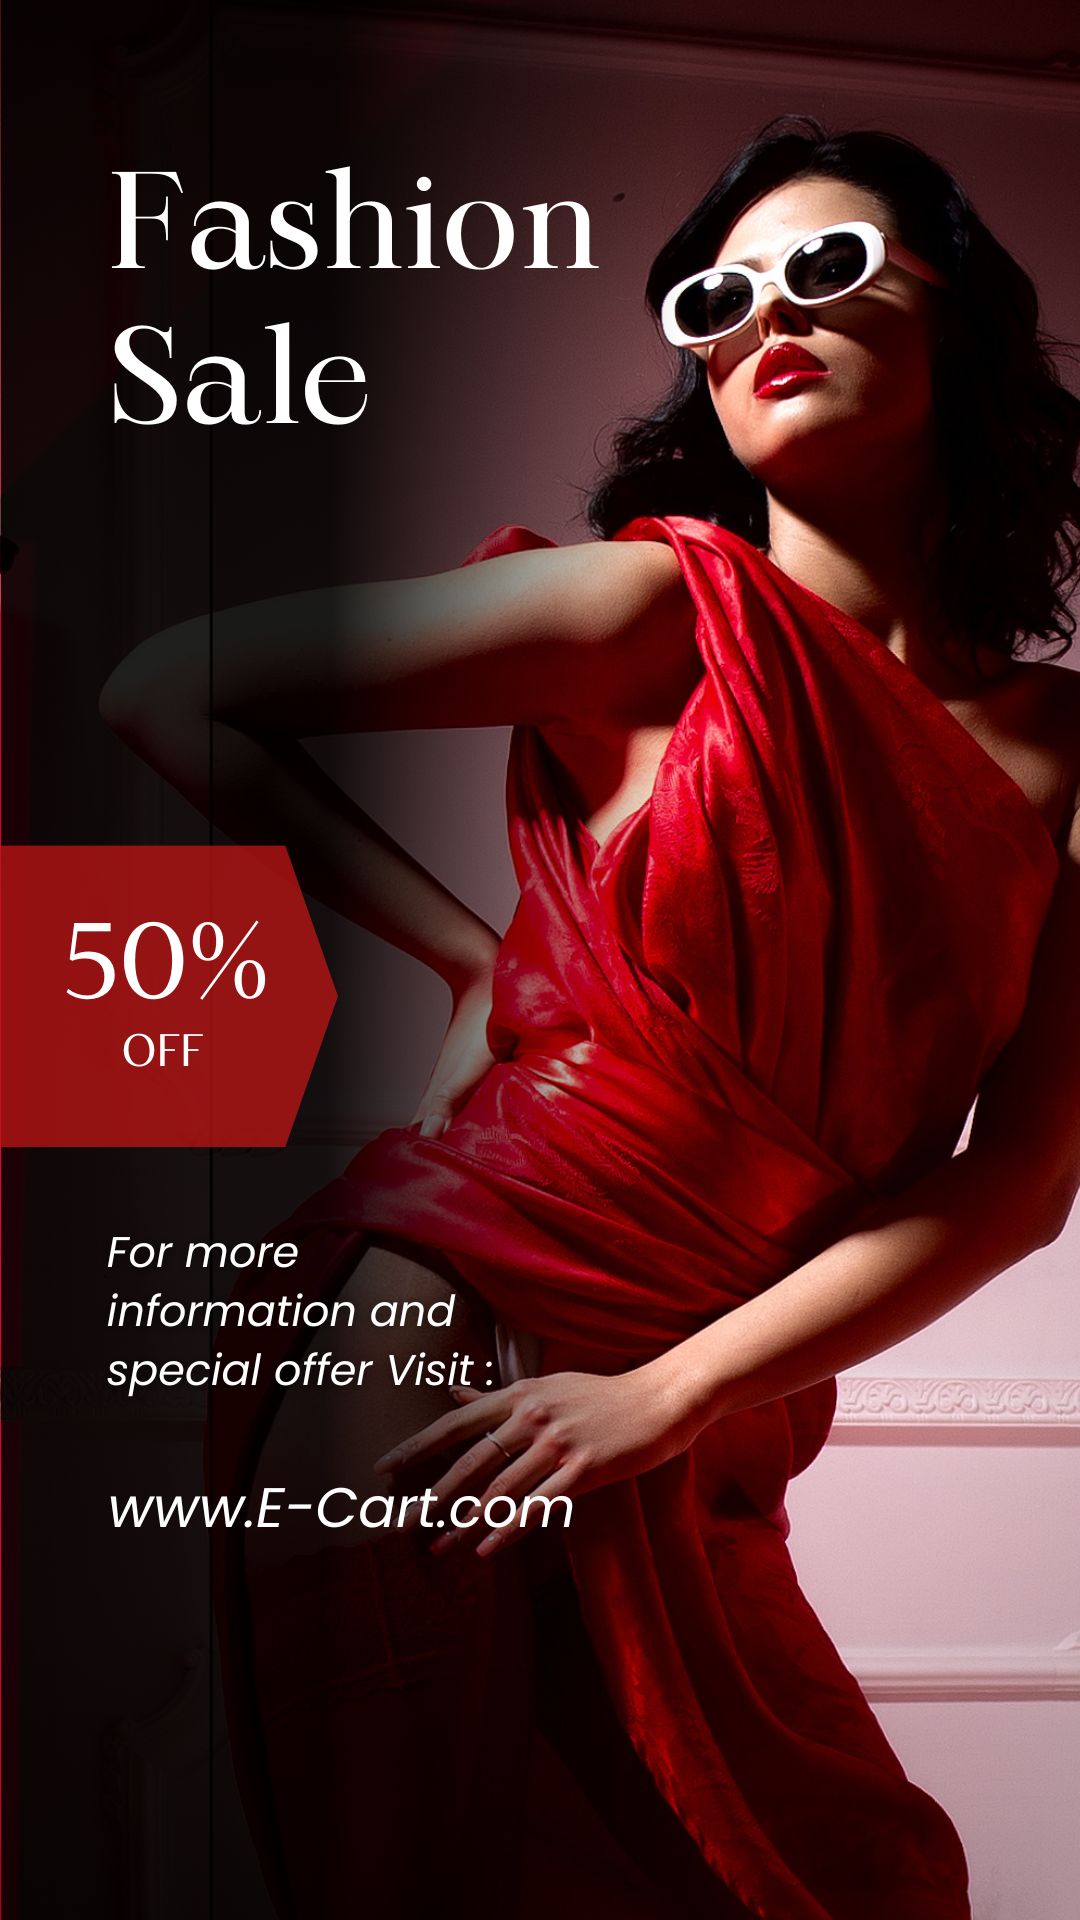 Fashion
Sale
50%
OFF
For more
information and
special offer Visit :
www.E-Cart.com